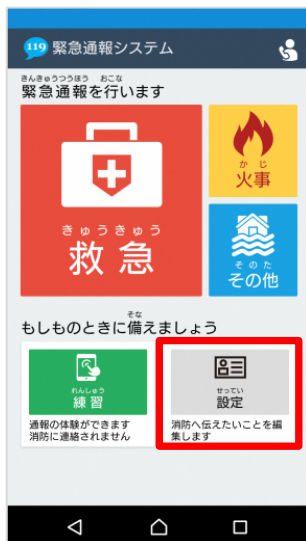 119 緊急通報システム
きんきゅうつうほう おこな
緊急通報を行います
きゅうきゅう
救急
かじ
火事
そのた
その他
そな
もしものときに備えましょう
れんしゅう
練習
通報の体験ができます
消防に連絡されません
せってい
設定
消防へ伝えたいことを編
集します